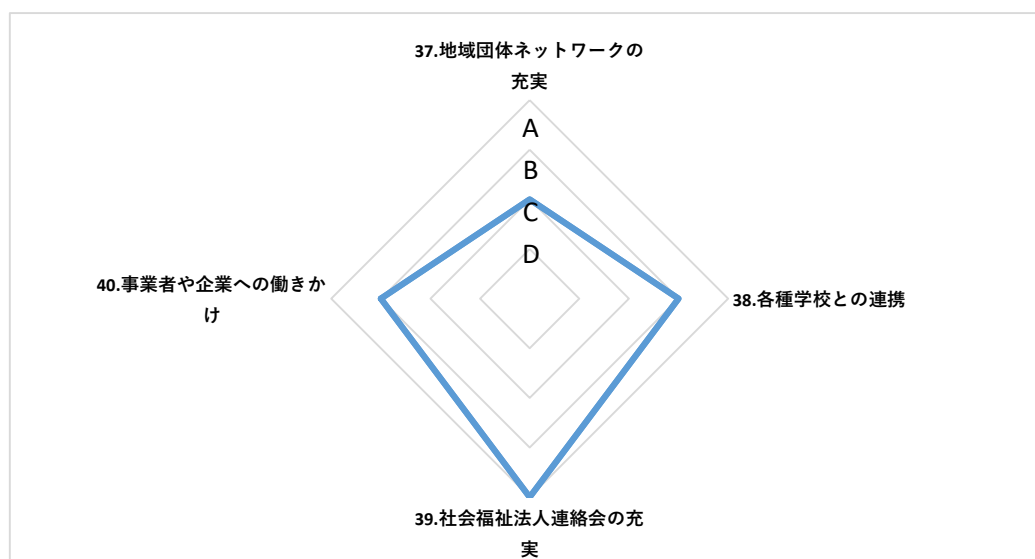 37.地域団体ネットワークの
充実
A
B
C
D
40.事業者や企業への働きか
け
38.各種学校との連携
39.社会福祉法人連絡会の充
実